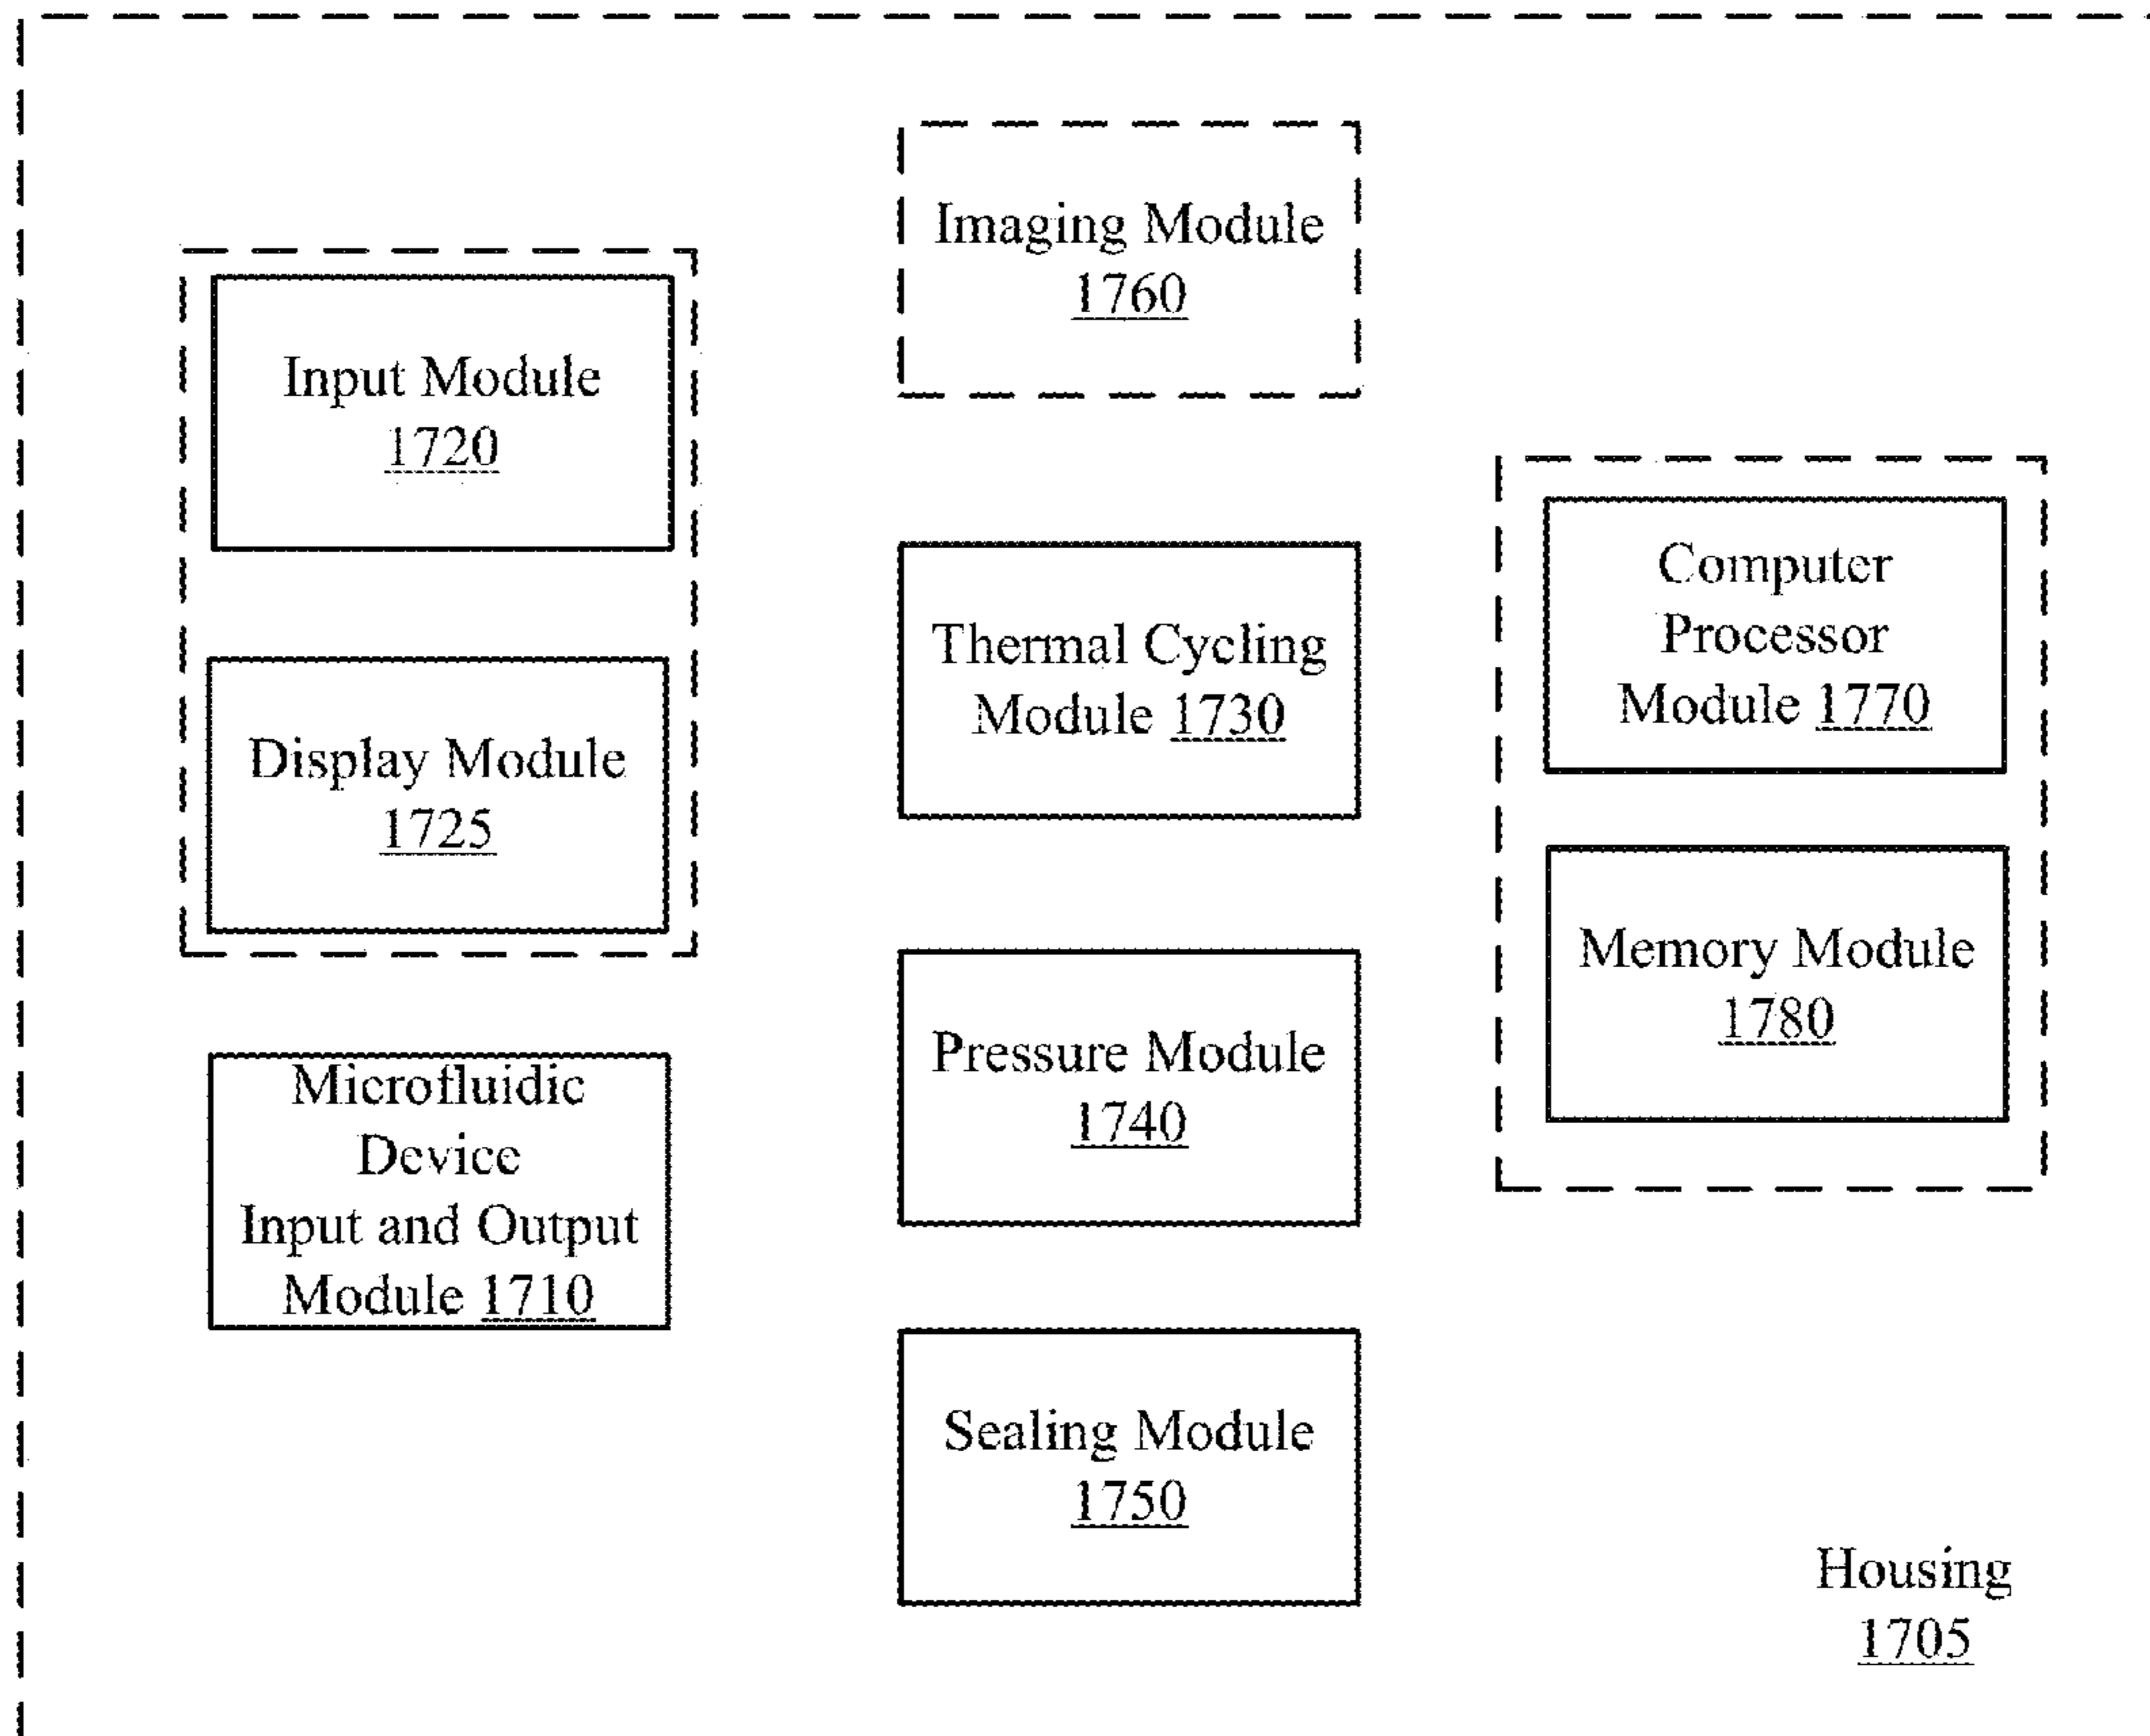 Imaging Module
1760
Input Module
1720
Display Module
1725
Microfluidic
Device
Input and Output
Module 1710
Thermal Cycling
Module 1730
Pressure Module
1740
Sealing Module
1750
Computer
Processor
Module 1770
Memory Module
1780
Housing
1705